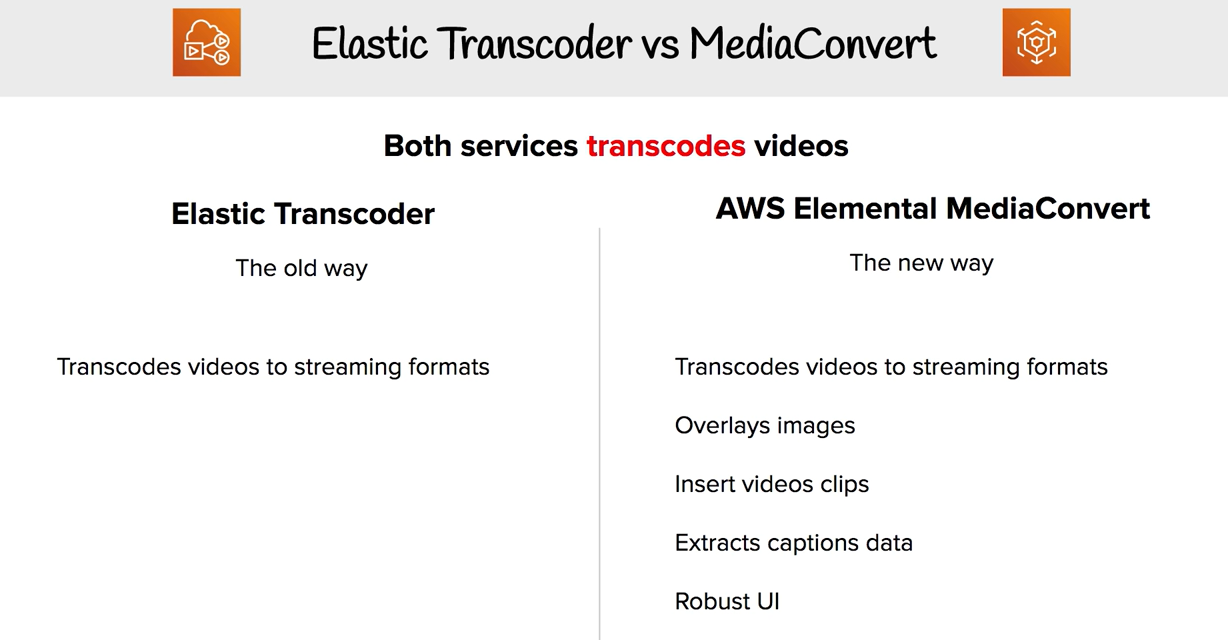 Elastic Transcoder vs MediaConvert
Both services transcodes videos
Elastic Transcoder
The old way
Transcodes videos to streaming formats
AWS Elemental MediaConvert
The new way
Transcodes videos to streaming formats
Overlays images
Insert videos clips
Extracts captions data
Robust UI